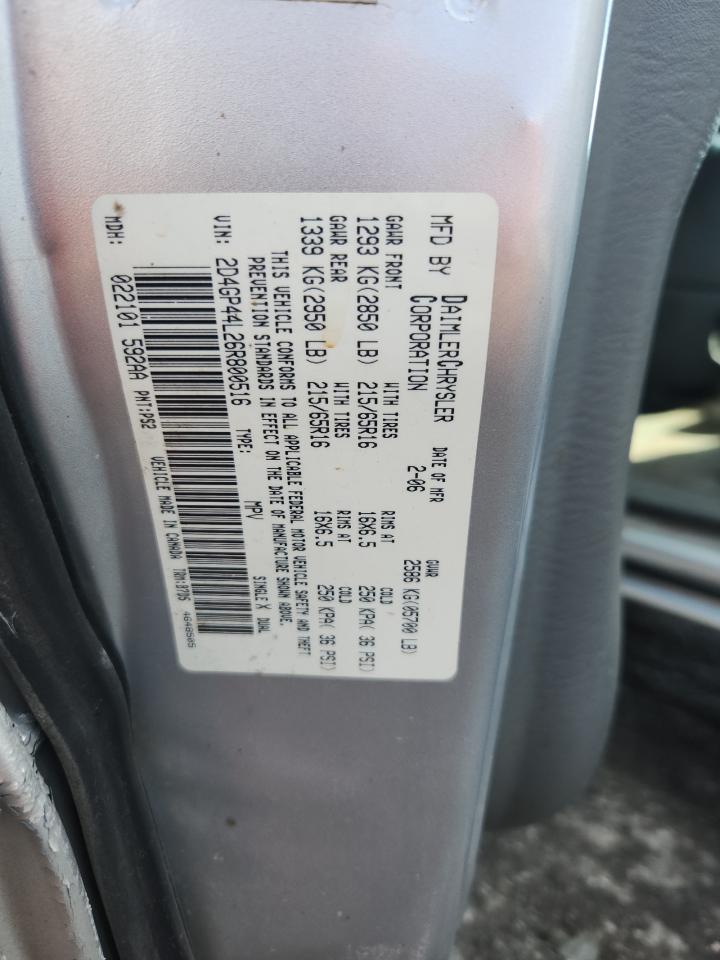 MFD BY DAIMLERCHRYSLER CORPORATION
DATE OF MFR 2-06
GVWR 2586 KG(05700 LB)
GAWR FRONT WITH TIRES RIMS AT COLD
1293 KG(2850 LB) 215/65R16 16X6.5 250 KPA( 36 PSI)
GAWR REAR WITH TIRES RIMS AT COLD
1339 KG(2950 LB) 215/65R16 16X6.5 250 KPA( 36 PSI)
THIS VEHICLE CONFORMS TO ALL APPLICABLE FEDERAL MOTOR VEHICLE SAFETY AND THEFT
PREVENTION STANDARDS IN EFFECT ON THE DATE OF MANUFACTURE SHOWN ABOVE.
VIN: 2D4GP44L26R800516 TYPE: MPV SINGLE X DUAL
MDH: 022101 592AA PNT:PS2 VEHICLE MADE IN CANADA TRM:97D5 4648505